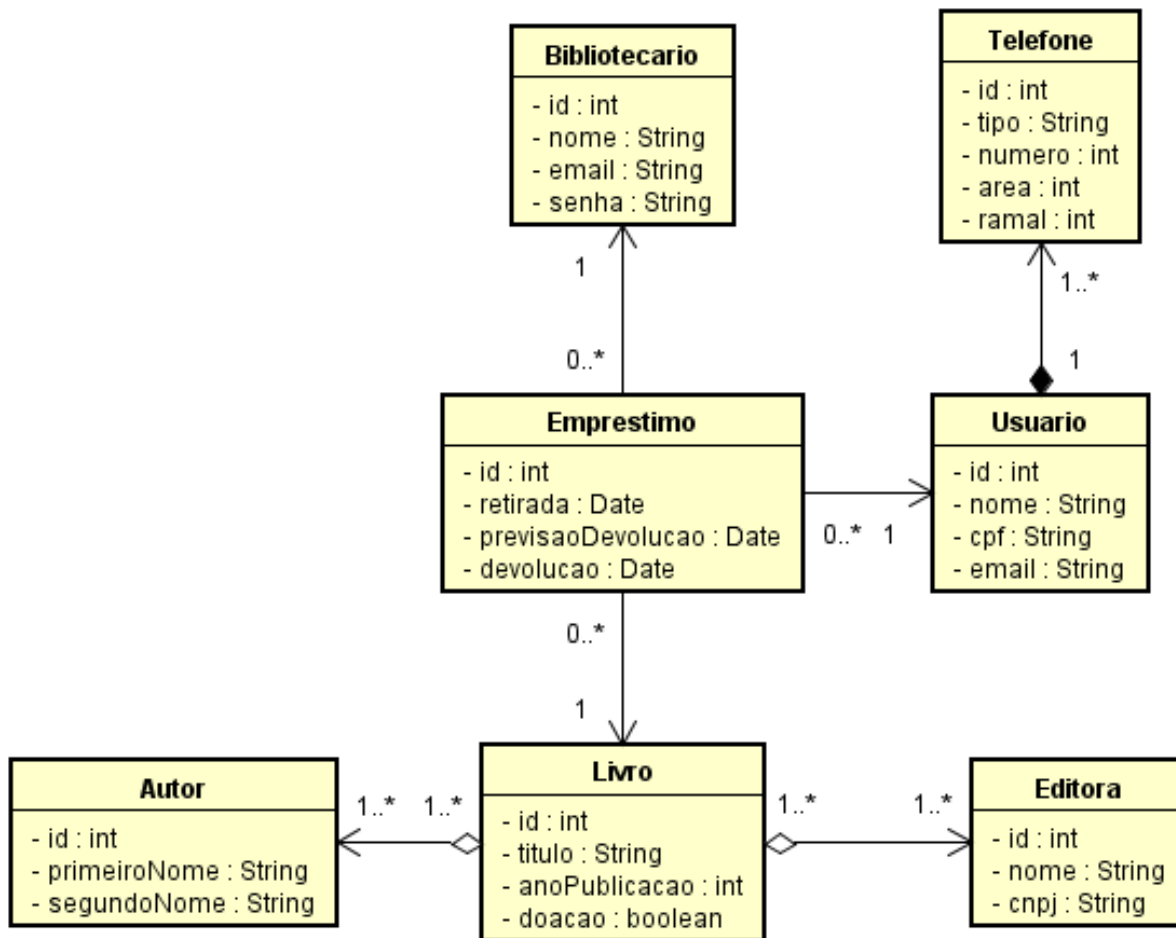 Bibliotecario
- id : int
- nome : String
- email : String
- senha : String
Telefone
- id : int
- tipo : String
- numero : int
- area : int
- ramal : int
1
0..*
1..*
1
Emprestimo
- id : int
- retirada : Date
- previsaoDevolucao : Date
- devolucao : Date
0..* 1
Usuario
- id : int
- nome : String
- cpf : String
- email : String
0..*
1
Autor
- id : int
- primeiroNome : String
- segundoNome : String
1..* 1..*
Livro
- id : int
- titulo : String
- anoPublicacao : int
- doacao : boolean
1..* 1..*
Editora
- id : int
- nome : String
- cnpj : String